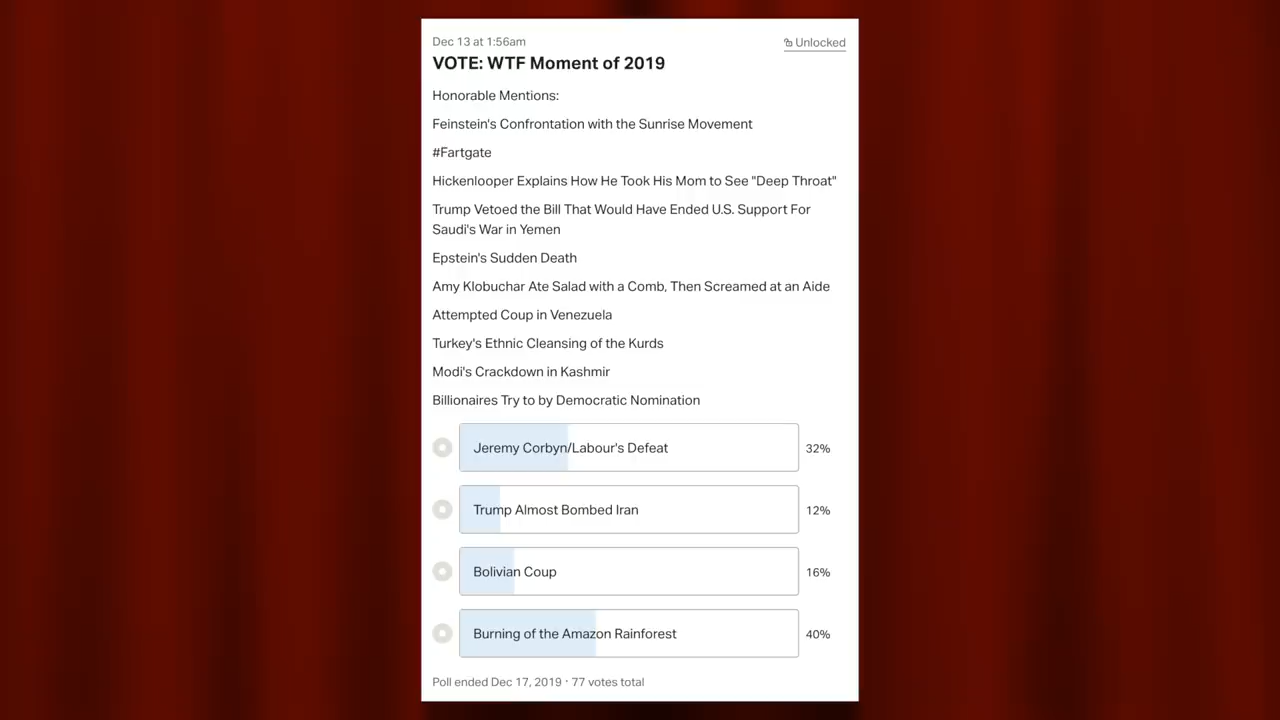 Dec 13 at 1:56am
Unlocked
VOTE: WTF Moment of 2019
Honorable Mentions:
Feinstein's Confrontation with the Sunrise Movement
#Fartgate
Hickenlooper Explains How He Took His Mom to See "Deep Throat"
Trump Vetoed the Bill That Would Have Ended U.S. Support For
Saudi's War in Yemen
Epstein's Sudden Death
Amy Klobuchar Ate Salad with a Comb, Then Screamed at an Aide
Attempted Coup in Venezuela
Turkey's Ethnic Cleansing of the Kurds
Modi's Crackdown in Kashmir
Billionaires Try to by Democratic Nomination
Jeremy Corbyn/Labour's Defeat 32%
Trump Almost Bombed Iran 12%
Bolivian Coup 16%
Burning of the Amazon Rainforest 40%
Poll ended Dec 17, 2019 · 77 votes total